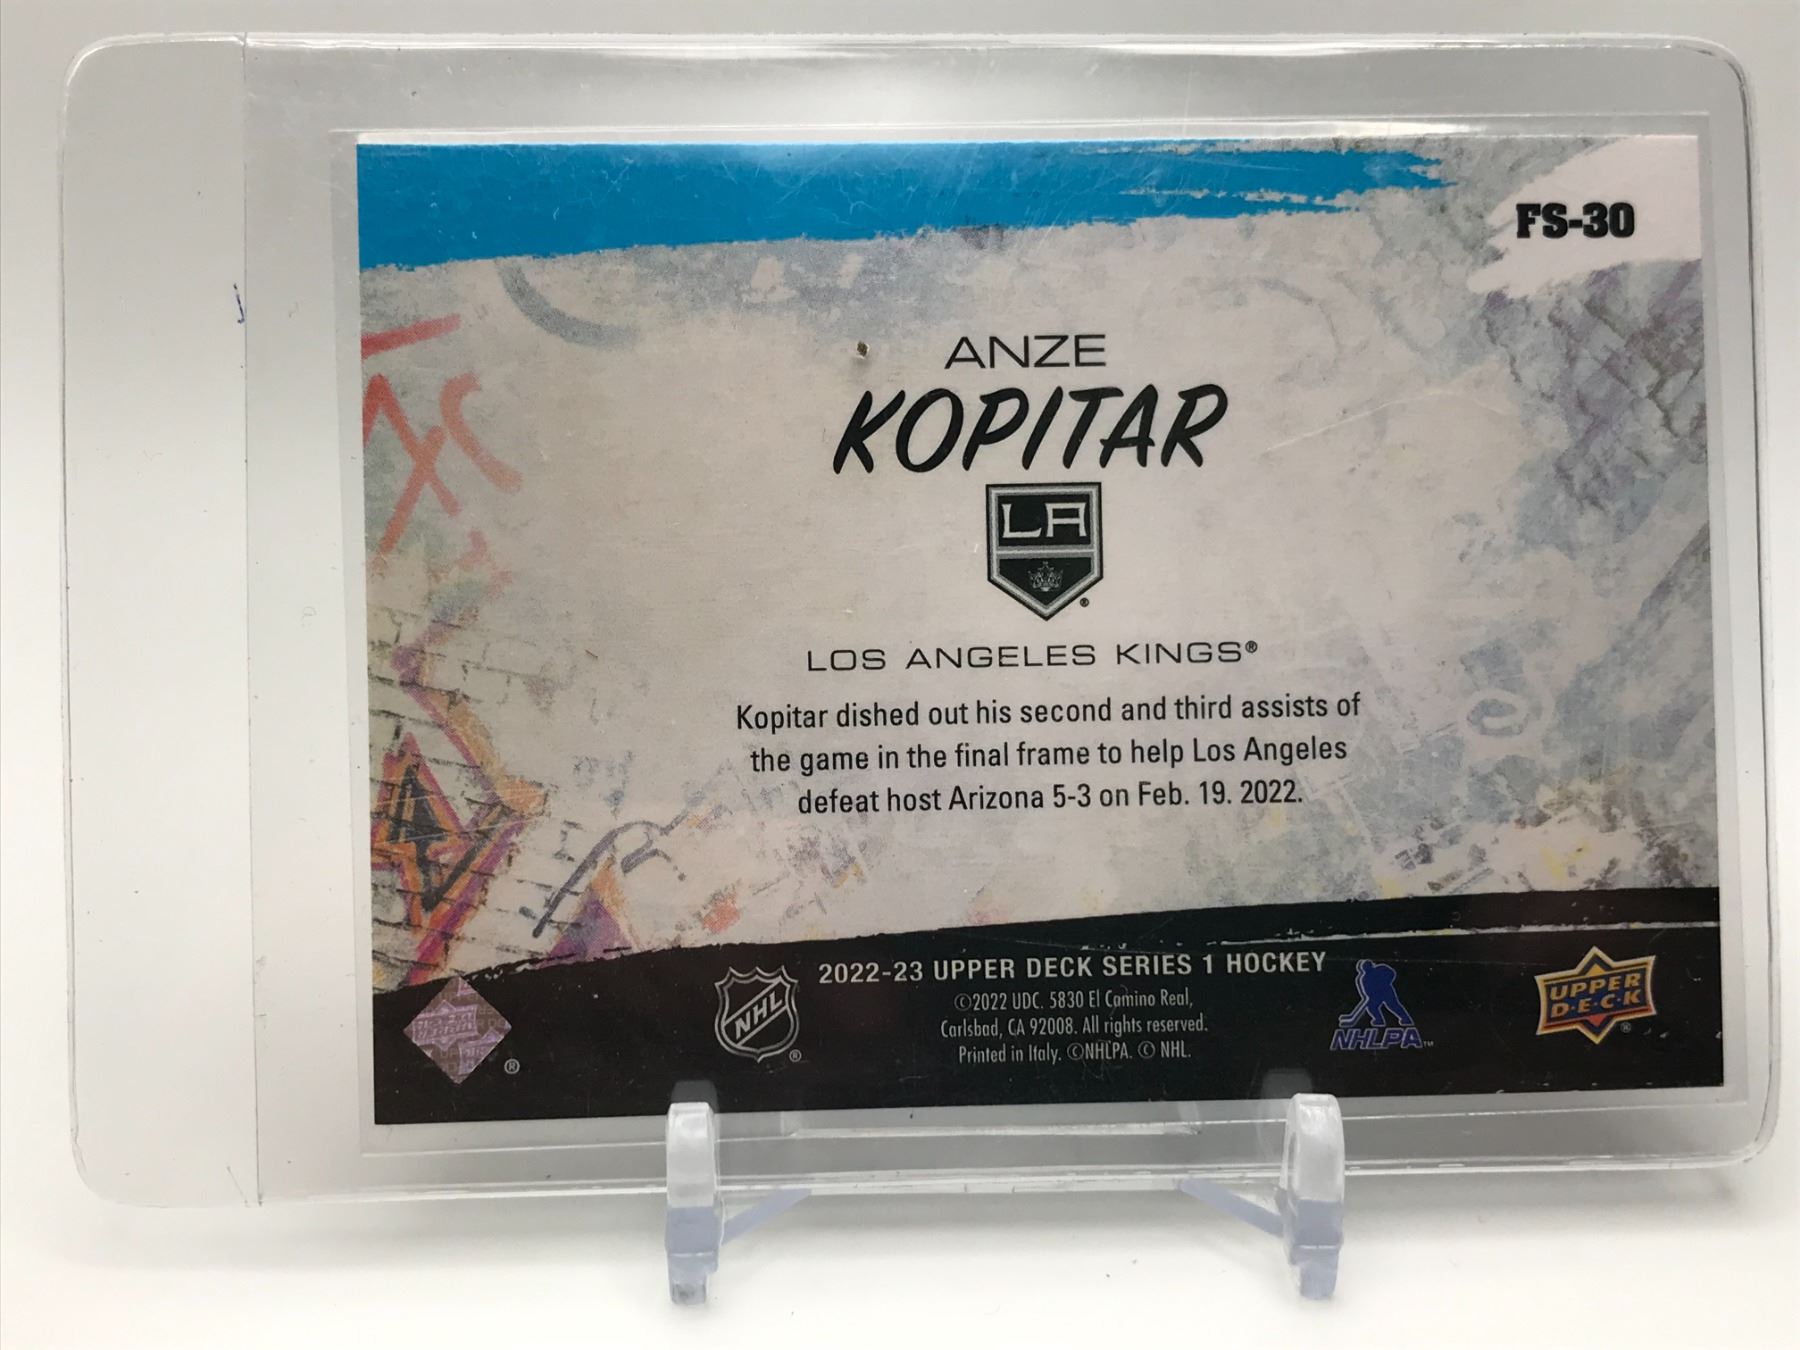 FS-30
ANZE
KOPITAR
LA
®
LOS ANGELES KINGS®
Kopitar dished out his second and third assists of
the game in the final frame to help Los Angeles
defeat host Arizona 5-3 on Feb. 19. 2022.
2022-23 UPPER DECK SERIES 1 HOCKEY
©2022 UDC. 5830 El Camino Real,
Carlsbad, CA 92008. All rights reserved.
Printed in Italy. ©NHLPA. © NHL.
®
NHL
®
NHLPA™
UPPER
D·E·C·K
®